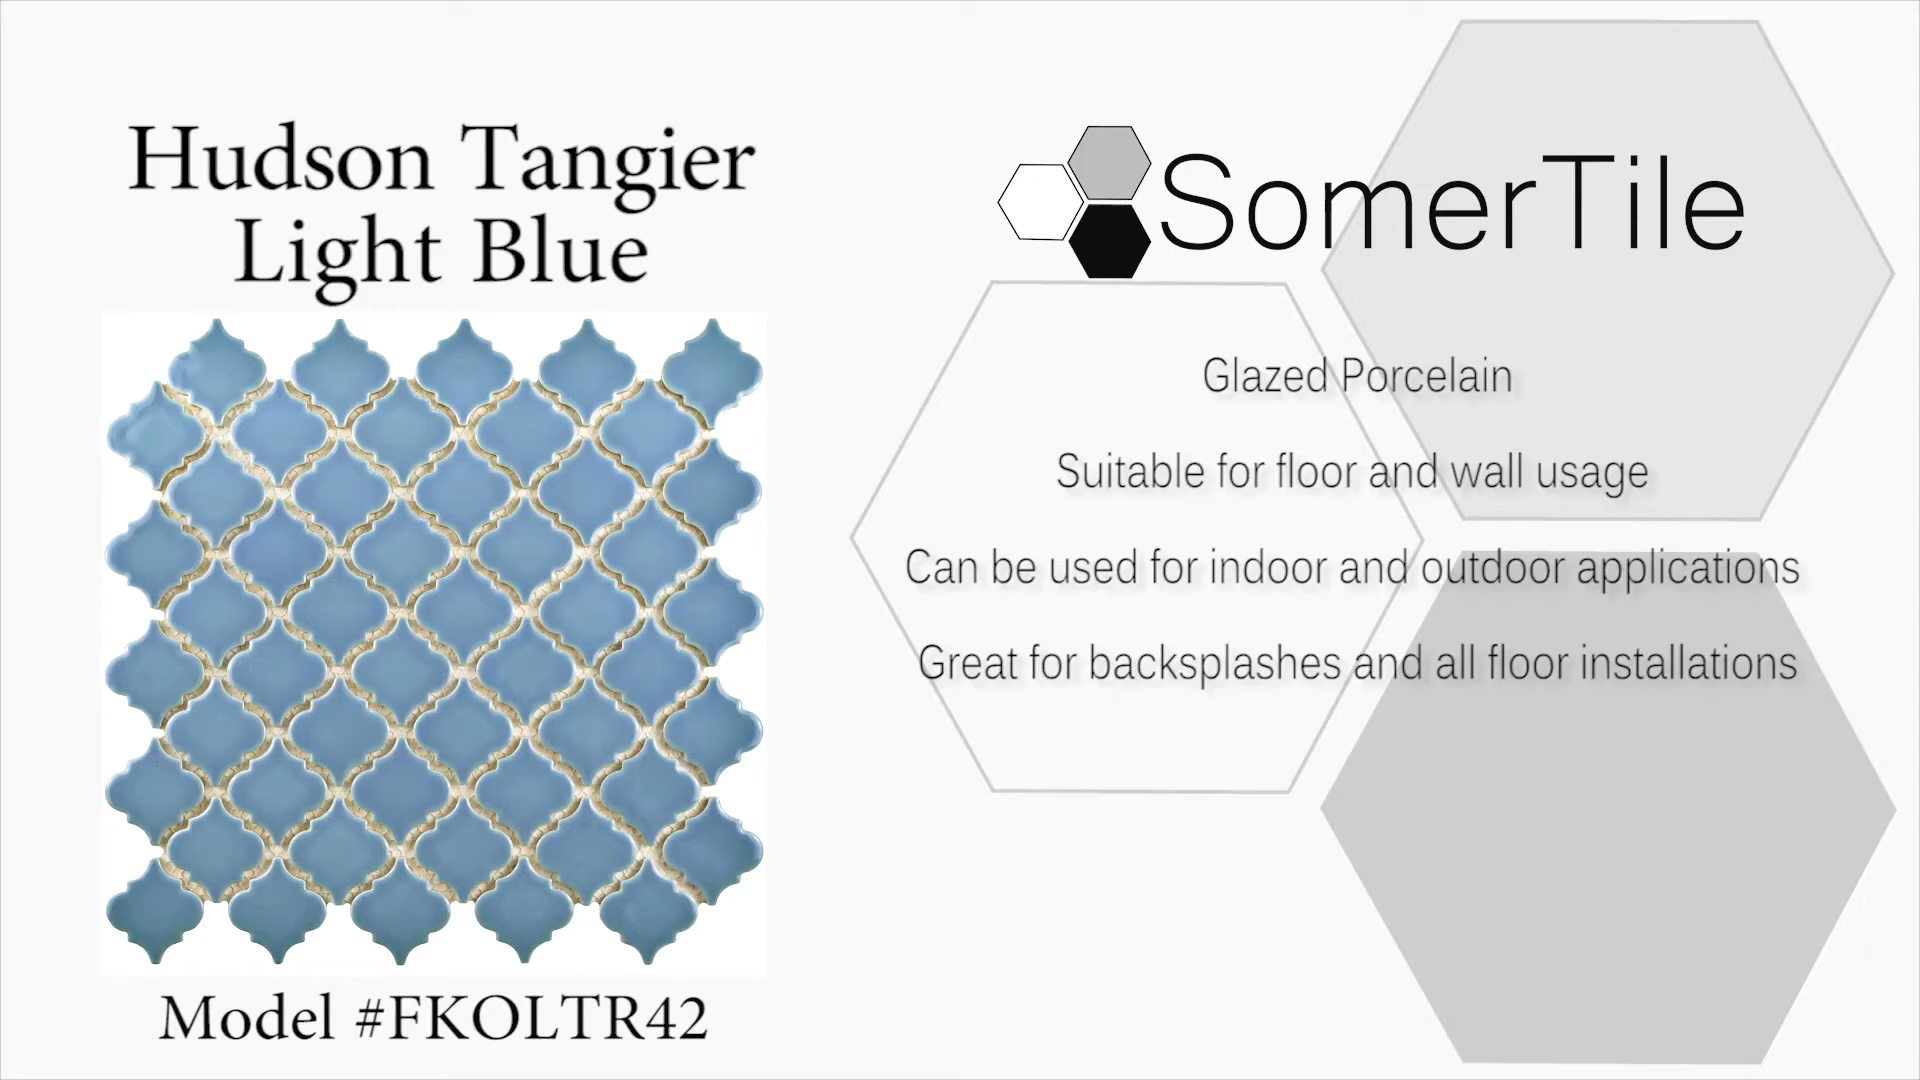 Hudson Tangier
Light Blue
Model #FKOLTR42
SomerTile
Glazed Porcelain
Suitable for floor and wall usage
Can be used for indoor and outdoor applications
Great for backsplashes and all floor installations